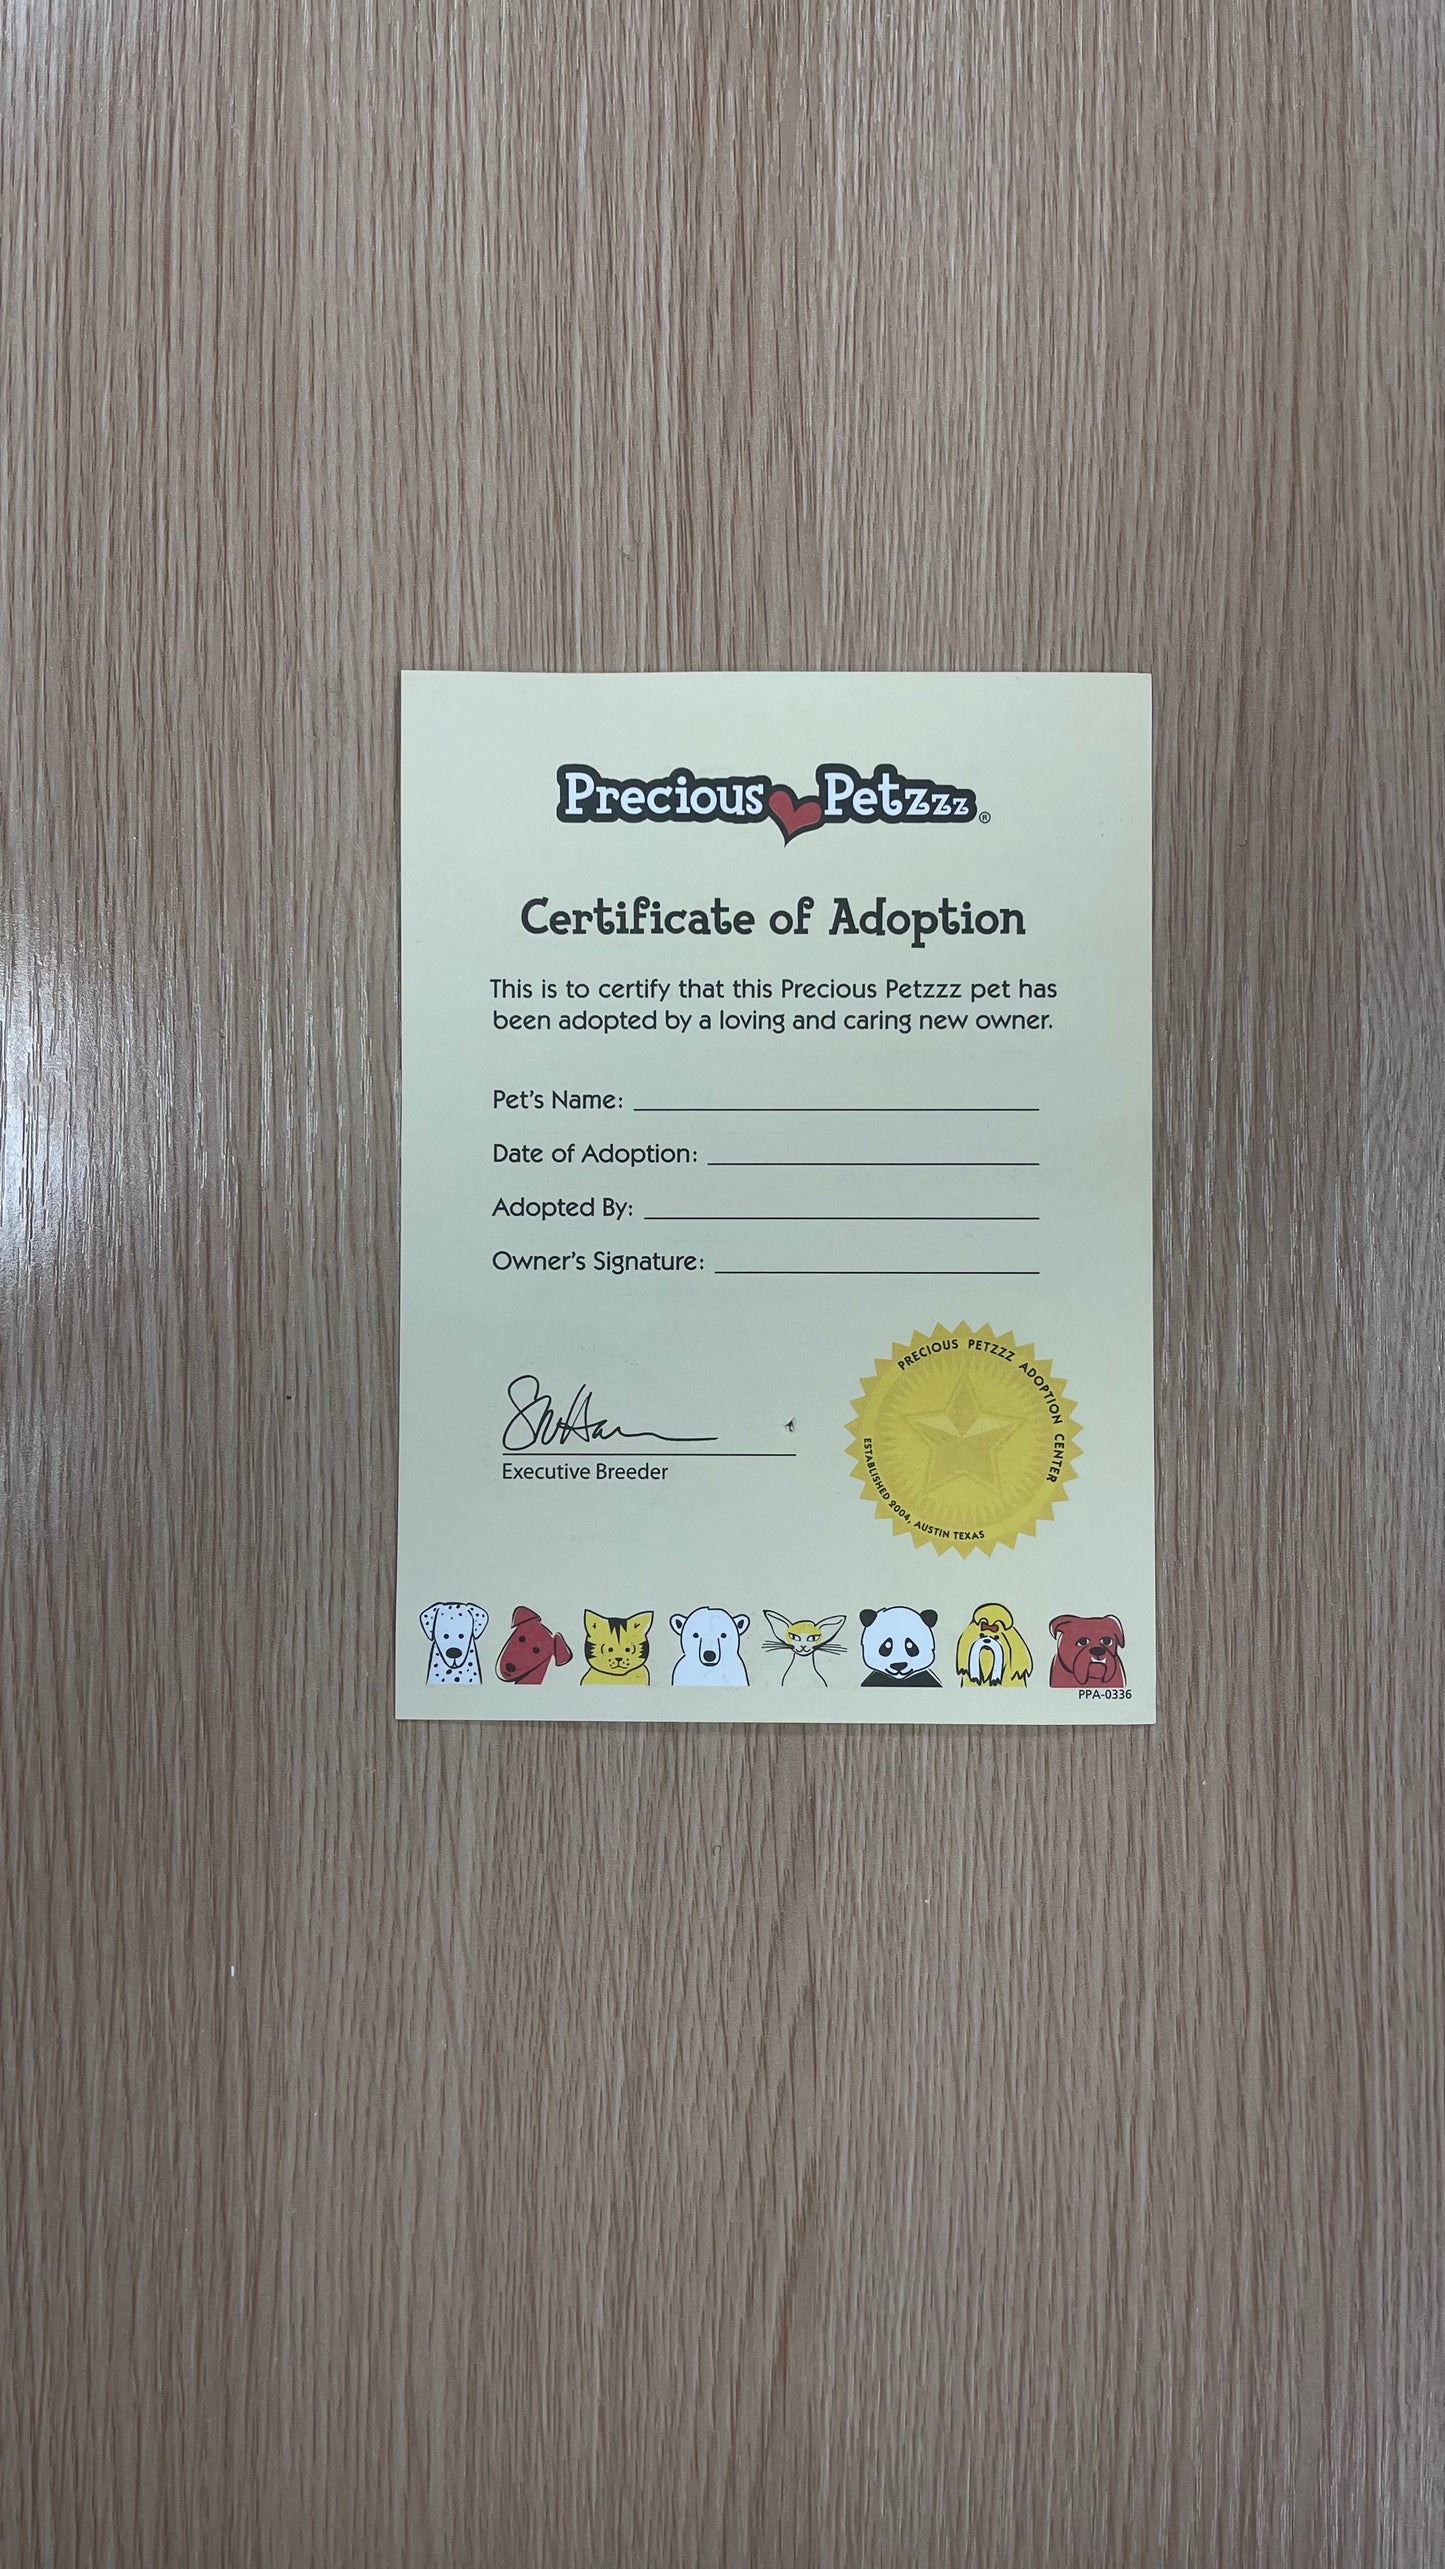 Precious Petzzz®
Certificate of Adoption
This is to certify that this Precious Petzzz pet has
been adopted by a loving and caring new owner.
Pet's Name:
Date of Adoption:
Adopted By:
Owner's Signature:
Executive Breeder
PRECIOUS PETZZZ ADOPTION CENTER
ESTABLISHED 2004, AUSTIN TEXAS
PPA-0336